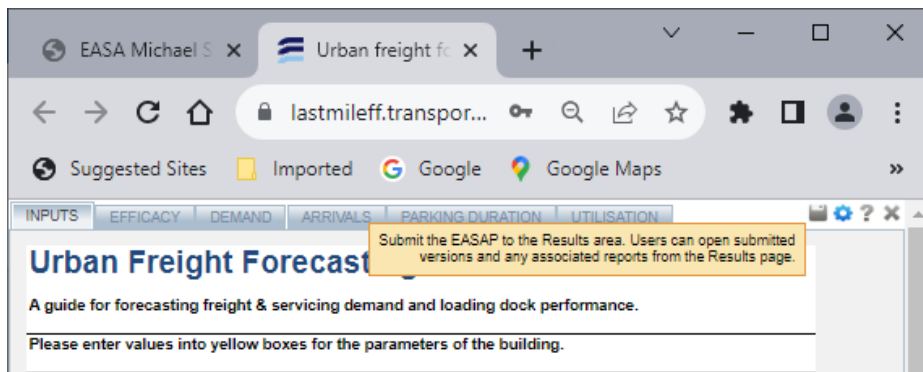 EASA Michael S
Urban freight fo
lastmileff.transpor...
Suggested Sites Imported Google Google Maps
INPUTS EFFICACY DEMAND ARRIVALS PARKING DURATION UTILISATION
Submit the EASAP to the Results area. Users can open submitted
versions and any associated reports from the Results page.
Urban Freight Forecas
A guide for forecasting freight & servicing demand and loading dock performance.
Please enter values into yellow boxes for the parameters of the building.